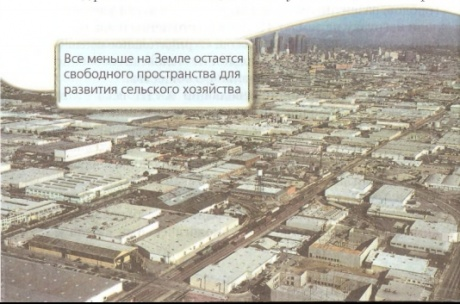 Все меньше на Земле остается
свободного пространства для
развития сельского хозяйства